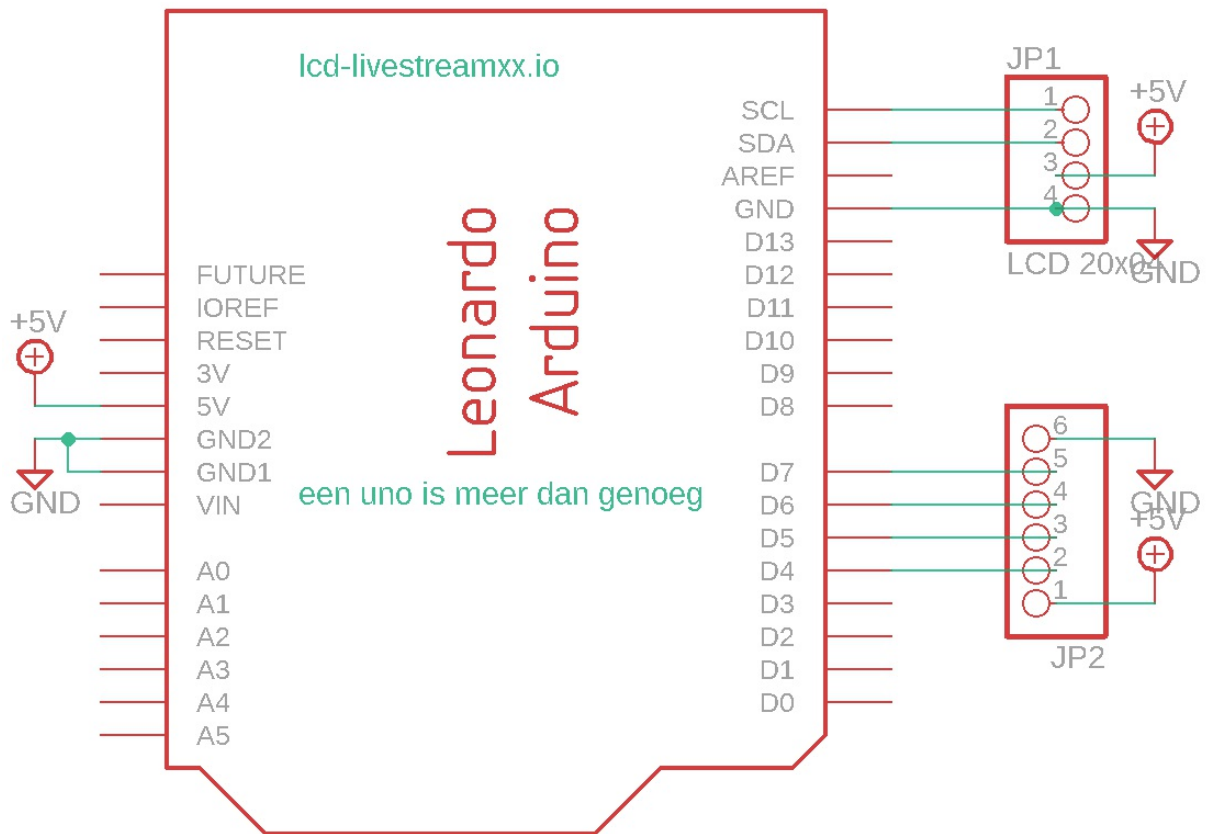 lcd-livestreamxx.io
Leonardo
Arduino
een uno is meer dan genoeg
+5V
GND
FUTURE
IOREF
RESET
3V
5V
GND2
GND1
VIN
A0
A1
A2
A3
A4
A5
SCL
SDA
AREF
GND
D13
D12
D11
D10
D9
D8
D7
D6
D5
D4
D3
D2
D1
D0
JP1
1
2
3
4
LCD 20x04
+5V
GND
6
5
4
3
2
1
JP2
GND
+5V